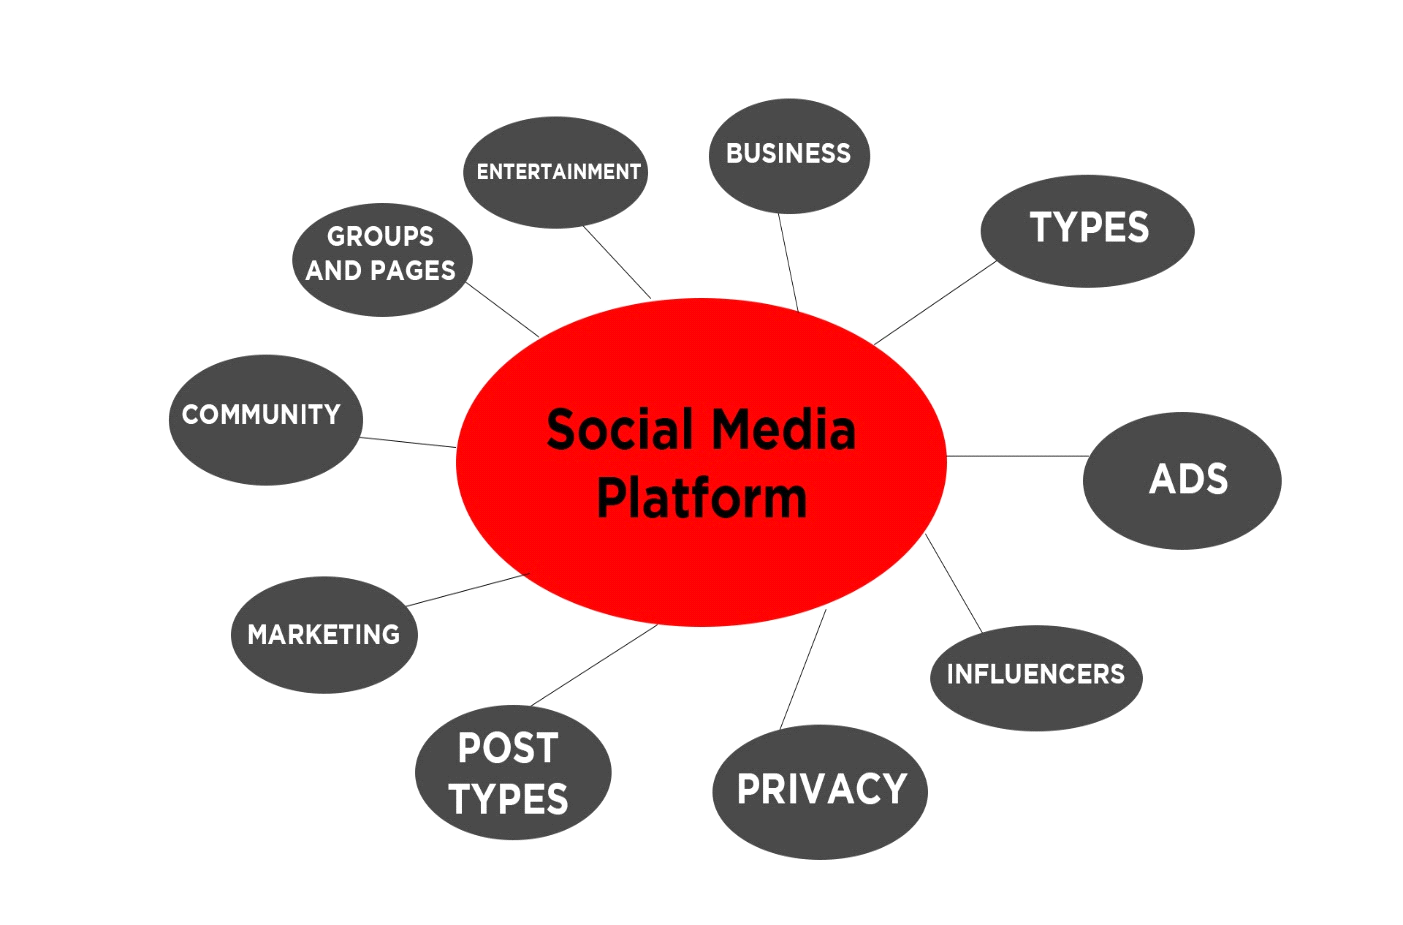 BUSINESS
ENTERTAINMENT
TYPES
GROUPS
AND PAGES
COMMUNITY
Social Media
Platform
ADS
MARKETING
INFLUENCERS
POST
TYPES
PRIVACY